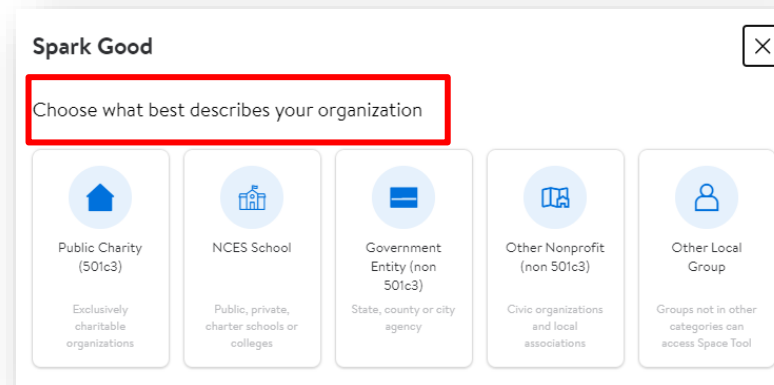 Spark Good
Choose what best describes your organization
Public Charity
(501c3)
Exclusively
charitable
organizations
NCES School
Public, private,
charter schools or
colleges
Government
Entity (non
501c3)
State, county or city
agency
Other Nonprofit
(non 501c3)
Civic organizations
and local
associations
Other Local
Group
Groups not in other
categories can
access Space Tool